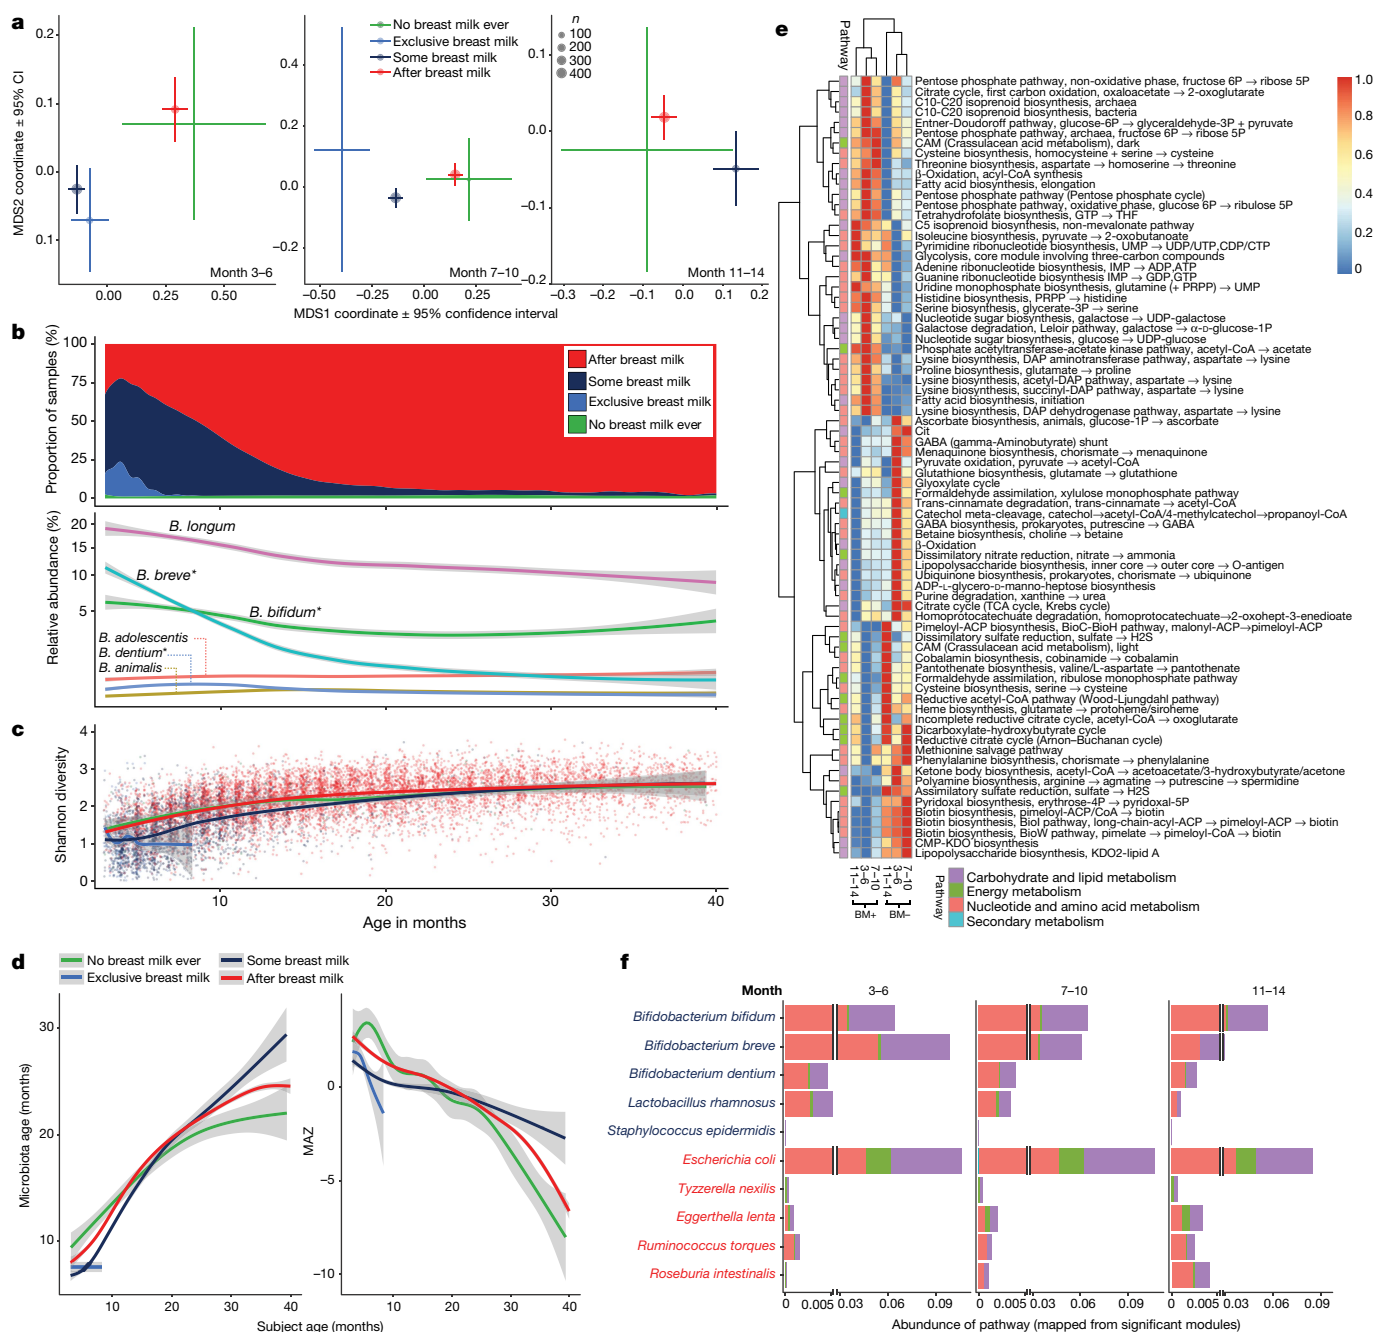 a
MDS2 coordinate ± 95% CI
0.2
0.1
0.0
0.1
0.00
0.25
0.50
Month 3–6
0.4
0.2
0.0
−0.2
−0.50
−0.25
0.00
0.25
Month 7–10
No breast milk ever
Exclusive breast milk
Some breast milk
After breast milk
0.1
0.0
−0.1
−0.2
−0.3
−0.1
0.0
0.1
0.2
Month 11–14
n
100
200
300
400
MDS1 coordinate ± 95% confidence interval
b
Proportion of samples (%)
100
75
50
25
0
After breast milk
Some breast milk
Exclusive breast milk
No breast milk ever
Relative abundance (%)
20
15
10
5
B. longum
B. breve*
B. bifidum*
B. adolescentis
B. dentium*
B. animalis
c
Shannon diversity
4
3
2
1
0
10
20
30
40
Age in months
d
No breast milk ever
Some breast milk
Exclusive breast milk
After breast milk
Microbiota age (months)
30
20
10
10
20
30
40
MAZ
0
−5
−10
10
20
30
40
Subject age (months)
e
Pathway
Pentose phosphate pathway, non-oxidative phase, fructose 6P → ribose 5P
Citrate cycle, first carbon oxidation, oxaloacetate → 2-oxoglutarate
C10-C20 isoprenoid biosynthesis, archaea
C10-C20 isoprenoid biosynthesis, bacteria
Entner-Doudoroff pathway, glucose-6P → glyceraldehyde-3P + pyruvate
Pentose phosphate pathway, archaea, fructose 6P → ribose 5P
CAM (Crassulacean acid metabolism), dark
Cysteine biosynthesis, homocysteine + serine → cysteine
Threonine biosynthesis, aspartate → homoserine → threonine
β-Oxidation, acyl-CoA synthesis
Fatty acid biosynthesis, elongation
Pentose phosphate pathway (Pentose phosphate cycle)
Pentose phosphate pathway, oxidative phase, glucose 6P → ribulose 5P
Tetrahydrofolate biosynthesis, GTP → THF
C5 isoprenoid biosynthesis, non-mevalonate pathway
Isoleucine biosynthesis, pyruvate → 2-oxobutanoate
Pyrimidine ribonucleotide biosynthesis, UMP → UDP/UTP,CDP/CTP
Glycolysis, core module involving three-carbon compounds
Adenine ribonucleotide biosynthesis, IMP → ADP,ATP
Guanine ribonucleotide biosynthesis IMP → GDP,GTP
Uridine monophosphate biosynthesis, glutamine (+ PRPP) → UMP
Histidine biosynthesis, PRPP → histidine
Serine biosynthesis, glycerate-3P → serine
Nucleotide sugar biosynthesis, galactose → UDP-galactose
Galactose degradation, Leloir pathway, galactose → α-D-glucose-1P
Nucleotide sugar biosynthesis, glucose → UDP-glucose
Phosphate acetyltransferase-acetate kinase pathway, acetyl-CoA → acetate
Lysine biosynthesis, DAP aminotransferase pathway, aspartate → lysine
Proline biosynthesis, glutamate → proline
Lysine biosynthesis, acetyl-DAP pathway, aspartate → lysine
Lysine biosynthesis, succinyl-DAP pathway, aspartate → lysine
Fatty acid biosynthesis, initiation
Lysine biosynthesis, DAP dehydrogenase pathway, aspartate → lysine
Ascorbate biosynthesis, animals, glucose-1P → ascorbate
Cit
GABA (gamma-Aminobutyrate) shunt
Menaquinone biosynthesis, chorismate → menaquinone
Pyruvate oxidation, pyruvate → acetyl-CoA
Glutathione biosynthesis, glutamate → glutathione
Glyoxylate cycle
Formaldehyde assimilation, xylulose monophosphate pathway
Trans-cinnamate degradation, trans-cinnamate → acetyl-CoA
Catechol meta-cleavage, catechol→acetyl-CoA/4-methylcatechol→propanoyl-CoA
GABA biosynthesis, prokaryotes, putrescine → GABA
Betaine biosynthesis, choline → betaine
β-Oxidation
Dissimilatory nitrate reduction, nitrate → ammonia
Lipopolysaccharide biosynthesis, inner core → outer core → O-antigen
Ubiquinone biosynthesis, prokaryotes, chorismate → ubiquinone
ADP-L-glycero-D-manno-heptose biosynthesis
Purine degradation, xanthine → urea
Citrate cycle (TCA cycle, Krebs cycle)
Homoprotocatechuate degradation, homoprotocatechuate→2-oxohept-3-enedioate
Pimeloyl-ACP biosynthesis, BioC-BioH pathway, malonyl-ACP→pimeloyl-ACP
Dissimilatory sulfate reduction, sulfate → H2S
CAM (Crassulacean acid metabolism), light
Cobalamin biosynthesis, cobinamide → cobalamin
Pantothenate biosynthesis, valine/L-aspartate → pantothenate
Formaldehyde assimilation, ribulose monophosphate pathway
Cysteine biosynthesis, serine → cysteine
Reductive acetyl-CoA pathway (Wood-Ljungdahl pathway)
Heme biosynthesis, glutamate → protoheme/siroheme
Incomplete reductive citrate cycle, acetyl-CoA → oxoglutarate
Dicarboxylate-hydroxybutyrate cycle
Reductive citrate cycle (Arnon–Buchanan cycle)
Methionine salvage pathway
Phenylalanine biosynthesis, chorismate → phenylalanine
Ketone body biosynthesis, acetyl-CoA → acetoacetate/3-hydroxybutyrate/acetone
Polyamine biosynthesis, arginine → agmatine → putrescine → spermidine
Assimilatory sulfate reduction, sulfate → H2S
Pyridoxal biosynthesis, erythrose-4P → pyridoxal-5P
Biotin biosynthesis, pimeloyl-ACP/CoA → biotin
Biotin biosynthesis, BioI pathway, long-chain-acyl-ACP → pimeloyl-ACP → biotin
Biotin biosynthesis, BioW pathway, pimelate → pimeloyl-CoA → biotin
CMP-KDO biosynthesis
Lipopolysaccharide biosynthesis, KDO2-lipid A
1.0
0.8
0.6
0.4
0.2
0
11–14
3–6
7–10
11–14
3–6
7–10
BM+
BM−
Pathway
Carbohydrate and lipid metabolism
Energy metabolism
Nucleotide and amino acid metabolism
Secondary metabolism
f
Month
3–6
7–10
11–14
Bifidobacterium bifidum
Bifidobacterium breve
Bifidobacterium dentium
Lactobacillus rhamnosus
Staphylococcus epidermidis
Escherichia coli
Tyzzerella nexilis
Eggerthella lenta
Ruminococcus torques
Roseburia intestinalis
0
0.005
0.03
0.06
0.09
0
0.005
0.03
0.06
0.09
0
0.005
0.03
0.06
0.09
Abundance of pathway (mapped from significant modules)